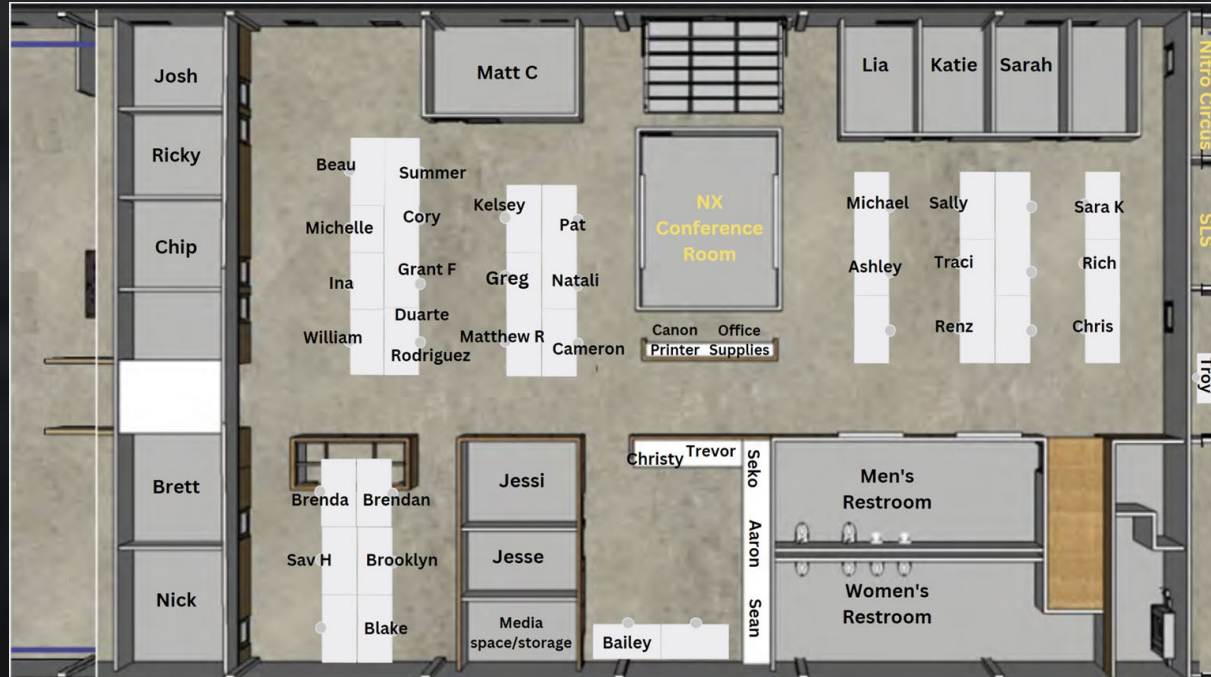 Josh
Ricky
Chip
Brett
Nick
Matt C
Beau
Summer
Michelle
Cory
Ina
Grant F
William
Duarte
Rodriguez
Kelsey
Pat
Greg
Natali
Matthew R
Cameron
NX
Conference
Room
Canon
Printer
Office
Supplies
Lia
Katie
Sarah
Michael
Sally
Sara K
Ashley
Traci
Rich
Renz
Chris
Nitro Circus
SLS
Troy
Brenda
Brendan
Sav H
Brooklyn
Blake
Jessi
Jesse
Media
space/storage
Christy
Trevor
Seko
Aaron
Sean
Bailey
Men's
Restroom
Women's
Restroom